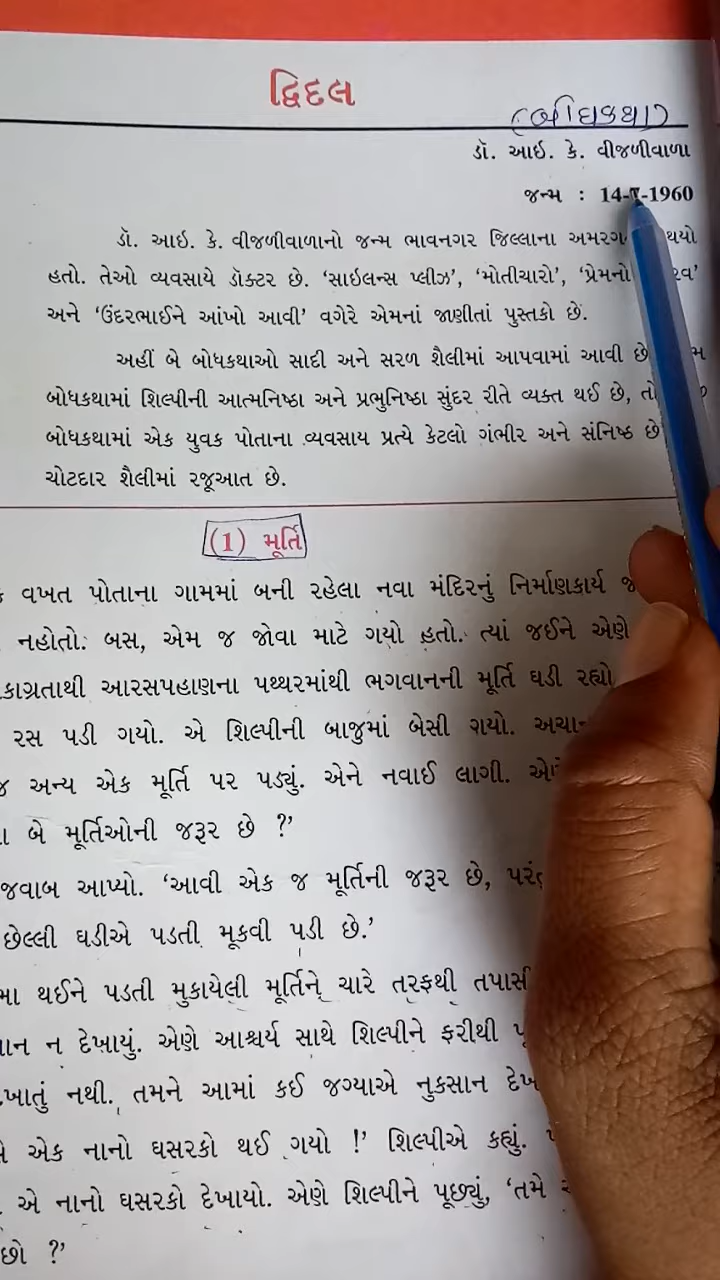 દ્વિદલ
(બોધકથા)
ડૉ. આઇ. કે. વીજળીવાળા
જન્મ : 14-5-1960
ડૉ. આઇ. કે. વીજળીવાળાનો જન્મ ભાવનગર જિલ્લાના થયો
હતો. તેઓ વ્યવસાયે ડૉક્ટર છે. ‘સાઇલન્સ પ્લીઝ’, ‘મોતીચારો’, ‘પ્રેમનો
અને ‘ઉંદરભાઈને આંખો આવી’ વગેરે એમનાં જાણીતાં પુસ્તકો છે.
અહીં બે બોધકથાઓ સાદી અને સરળ શૈલીમાં આપવામાં આવી છે
બોધકથામાં શિલ્પીની આત્મનિષ્ઠા અને પ્રભુનિષ્ઠા સુંદર રીતે વ્યક્ત થઈ છે, તો
બોધકથામાં એક યુવક પોતાના વ્યવસાય પ્રત્યે કેટલો ગંભીર અને સંનિષ્ઠ છે
ચોટદાર શૈલીમાં રજૂઆત છે.
(1) મૂર્તિ
વખત પોતાના ગામમાં બની રહેલા નવા મંદિરનું નિર્માણકાર્ય
નહોતો. બસ, એમ જ જોવા માટે ગયો હતો. ત્યાં જઈને એણે
આરસપહાણના પથ્થરમાંથી ભગવાનની મૂર્તિ ઘડી રહ્યો
રસ પડી ગયો. એ શિલ્પીની બાજુમાં બેસી ગયો.
અન્ય એક મૂર્તિ પર પડ્યું. એને નવાઈ લાગી.
બે મૂર્તિઓની જરૂર છે ?’
જવાબ આપ્યો. ‘આવી એક જ મૂર્તિની જરૂર છે,
છેલ્લી ઘડીએ પડતી મૂકવી પડી છે.’
થઈને પડતી મુકાયેલી મૂર્તિને ચારે તરફથી
ન દેખાયું. એણે આશ્ચર્ય સાથે શિલ્પીને ફરીથી
નથી. તમને આમાં કઈ જગ્યાએ નુકસાન
એક નાનો ઘસરકો થઈ ગયો !’ શિલ્પીએ કહ્યું.
એ નાનો ઘસરકો દેખાયો. એણે શિલ્પીને પૂછ્યું, ‘તમે
છો ?’